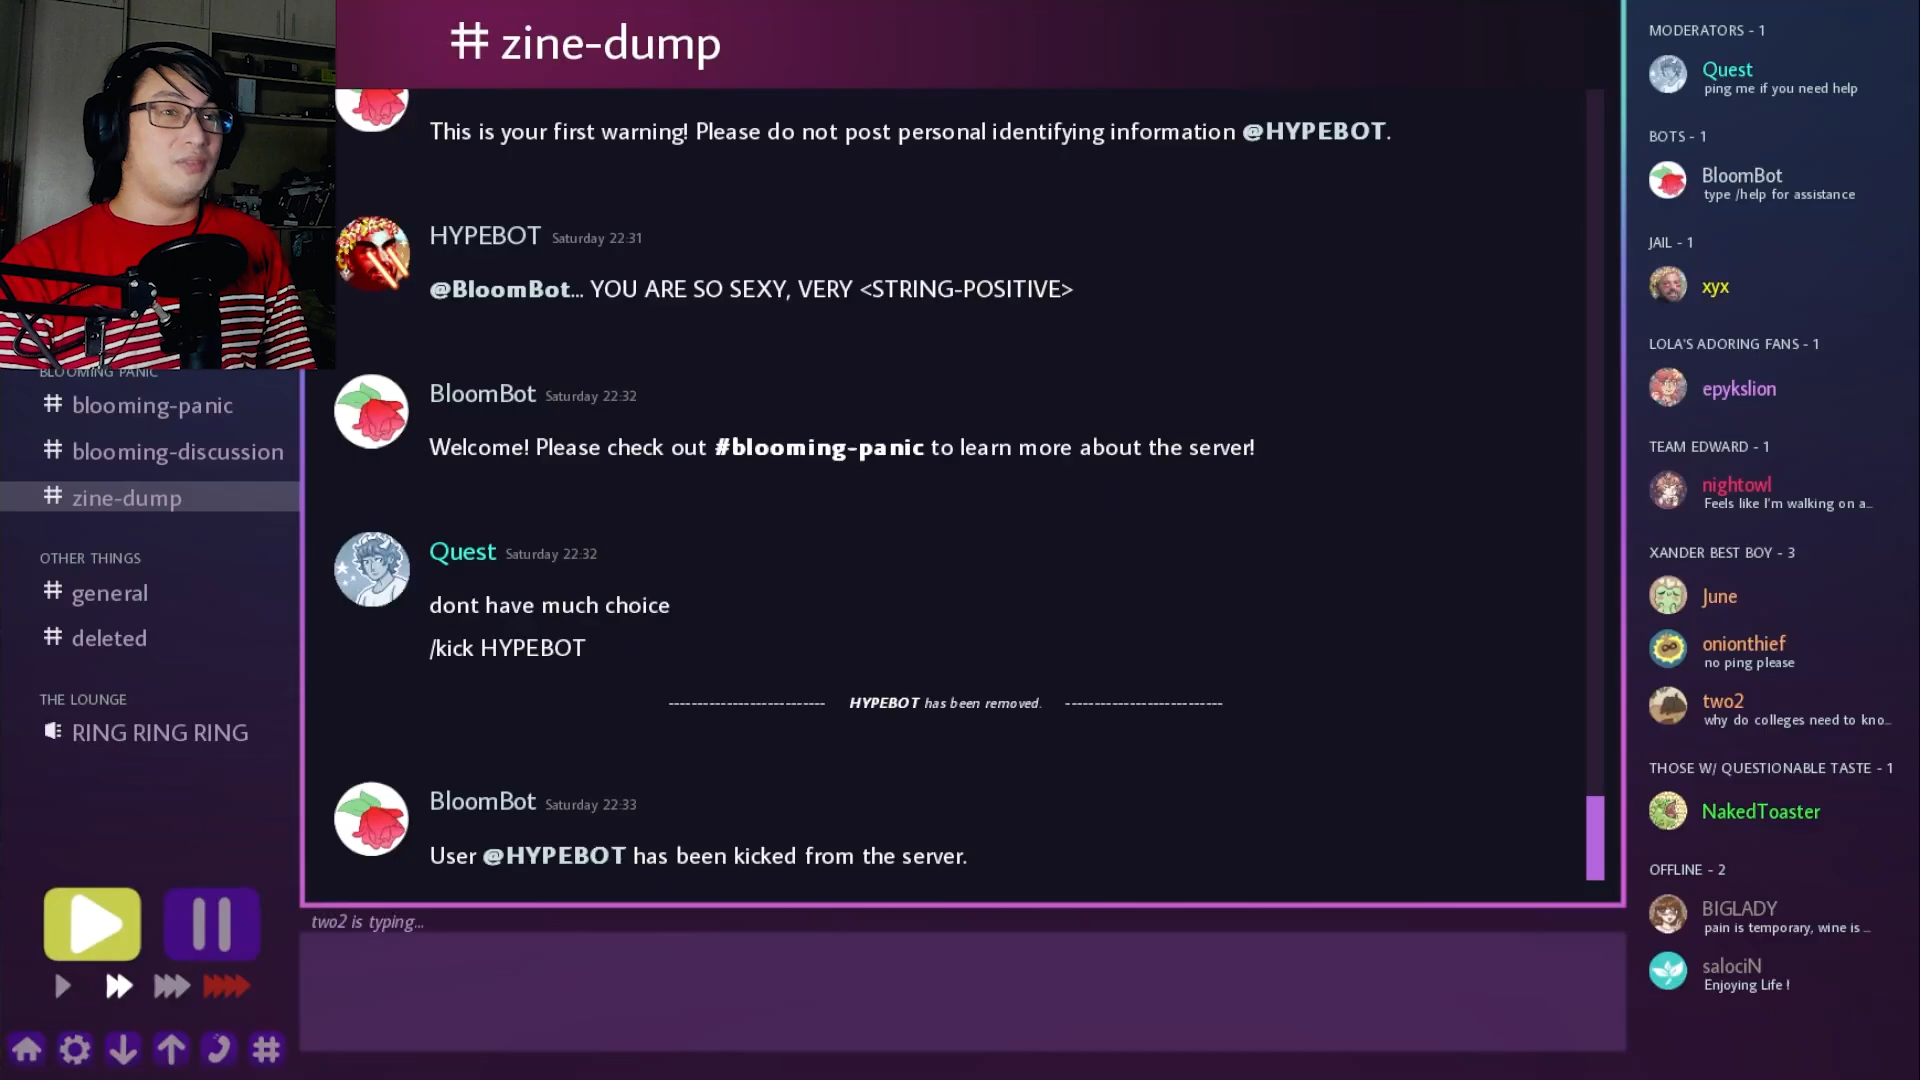 # zine-dump
This is your first warning! Please do not post personal identifying information @HYPEBOT.
HYPEBOT Saturday 22:31
@BloomBot... YOU ARE SO SEXY, VERY <STRING-POSITIVE>
BloomBot Saturday 22:32
Welcome! Please check out #blooming-panic to learn more about the server!
Quest Saturday 22:32
dont have much choice
/kick HYPEBOT
HYPEBOT has been removed.
BloomBot Saturday 22:33
User @HYPEBOT has been kicked from the server.
two2 is typing...
BLOOMING PANIC
# blooming-panic
# blooming-discussion
# zine-dump
OTHER THINGS
# general
# deleted
THE LOUNGE
RING RING RING
MODERATORS - 1
Quest
ping me if you need help
BOTS - 1
BloomBot
type /help for assistance
JAIL - 1
xyx
LOLA'S ADORING FANS - 1
epykslion
TEAM EDWARD - 1
nightowl
Feels like I'm walking on a...
XANDER BEST BOY - 3
June
onionthief
no ping please
two2
why do colleges need to kno...
THOSE W/ QUESTIONABLE TASTE - 1
NakedToaster
OFFLINE - 2
BIGLADY
pain is temporary, wine is ...
salociN
Enjoying Life !